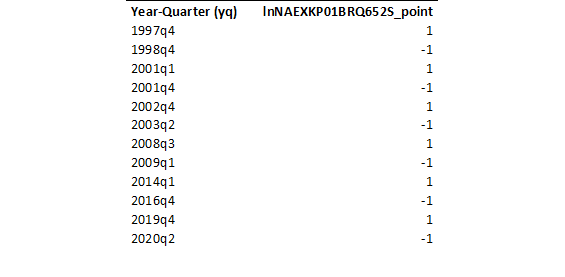 Year-Quarter (yq) lnNAEXKP01BRQ652S_point
1997q4 1
1998q4 -1
2001q1 1
2001q4 -1
2002q4 1
2003q2 -1
2008q3 1
2009q1 -1
2014q1 1
2016q4 -1
2019q4 1
2020q2 -1